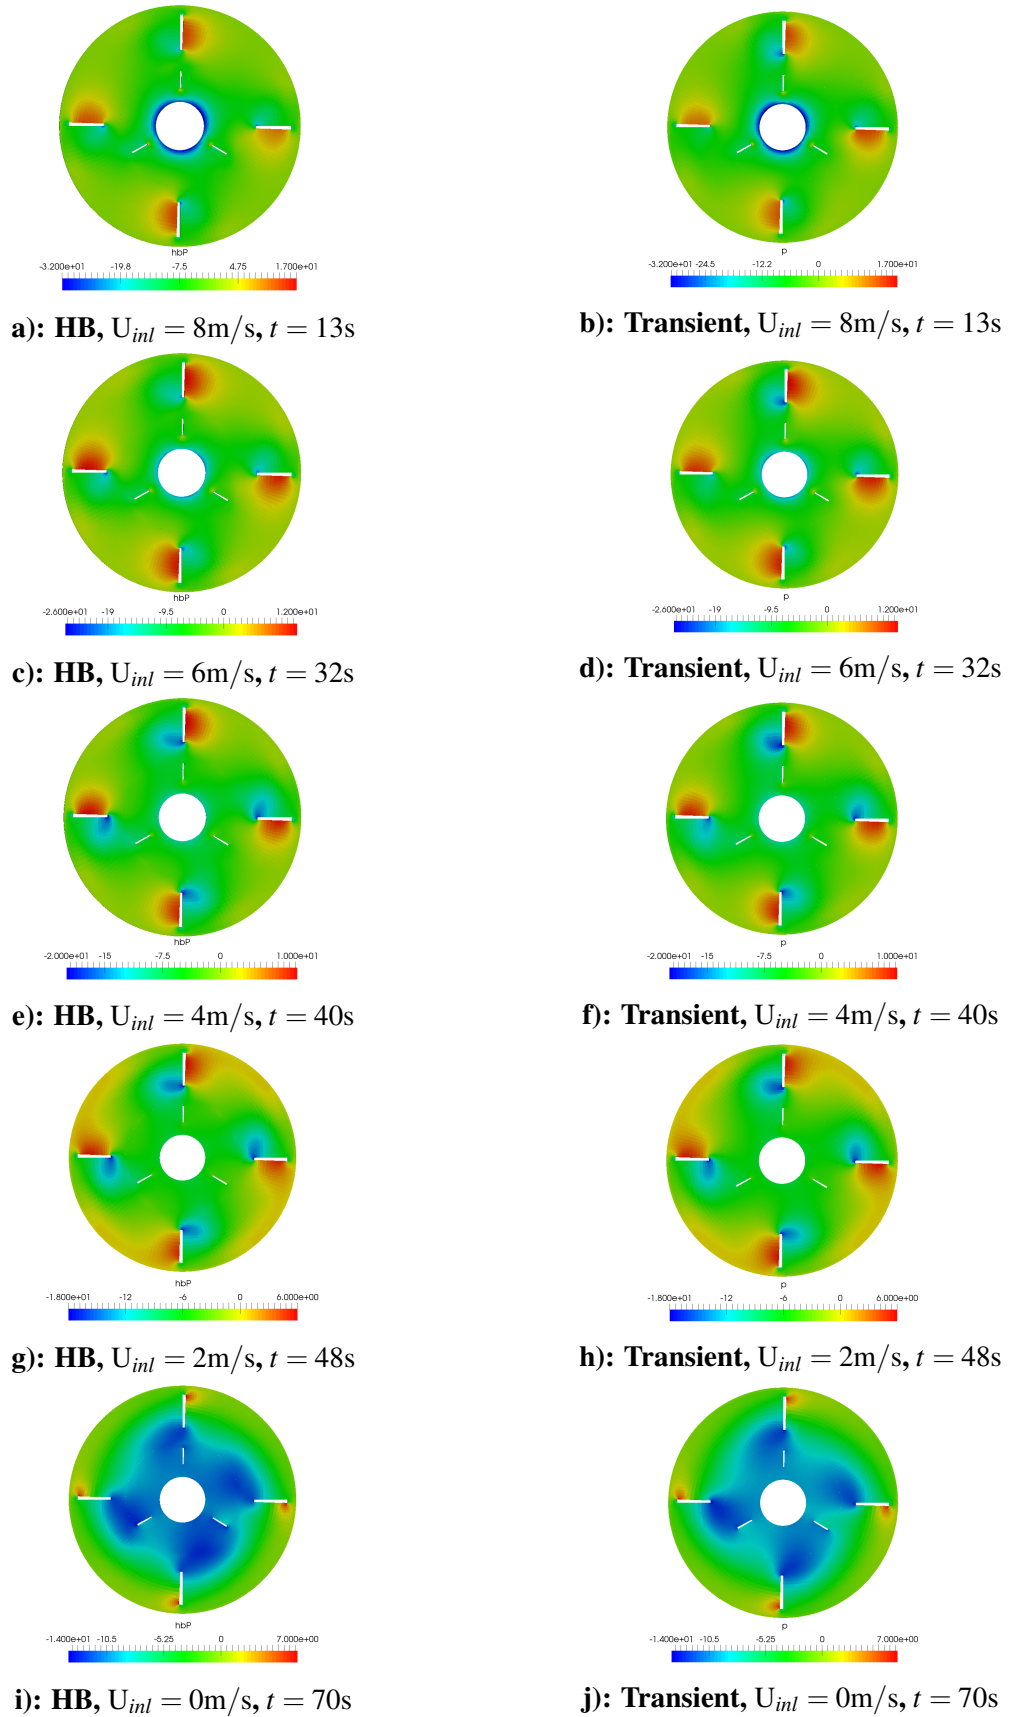 hbP
-3.200e+01 -19.8 -7.5 4.75 1.700e+01
a): HB, U_inl = 8m/s, t = 13s
p
-3.200e+01 -24.5 -12.2 0 1.700e+01
b): Transient, U_inl = 8m/s, t = 13s
hbP
-2.600e+01 -19 -9.5 0 1.200e+01
c): HB, U_inl = 6m/s, t = 32s
p
-2.600e+01 -19 -9.5 0 1.200e+01
d): Transient, U_inl = 6m/s, t = 32s
hbP
-2.000e+01 -15 -7.5 0 1.000e+01
e): HB, U_inl = 4m/s, t = 40s
p
-2.000e+01 -15 -7.5 0 1.000e+01
f): Transient, U_inl = 4m/s, t = 40s
hbP
-1.800e+01 -12 -6 0 6.000e+00
g): HB, U_inl = 2m/s, t = 48s
p
-1.800e+01 -12 -6 0 6.000e+00
h): Transient, U_inl = 2m/s, t = 48s
hbP
-1.400e+01 -10.5 -5.25 0 7.000e+00
i): HB, U_inl = 0m/s, t = 70s
p
-1.400e+01 -10.5 -5.25 0 7.000e+00
j): Transient, U_inl = 0m/s, t = 70s